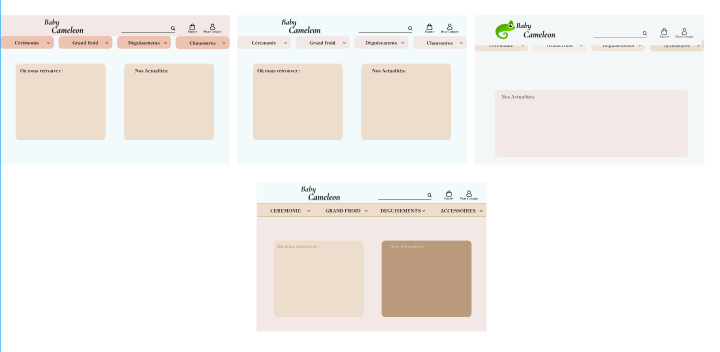 Baby
Cameleon
Panier Mon Compte
Cérémonie Grand froid Déguisements Chaussures
Où nous retrouver : Nos Actualités:
Baby
Cameleon
Panier Mon Compte
Cérémonie Grand froid Déguisements Chaussures
Où nous retrouver : Nos Actualités:
Baby
Cameleon
Panier Mon Compte
Cérémonie Grand froid Déguisements Accessoires
Nos Actualités:
Baby
Cameleon
Panier Mon Compte
CEREMONIE GRAND FROID DEGUISEMENTS ACCESSOIRES
Où nous retrouver : Nos Actualités: